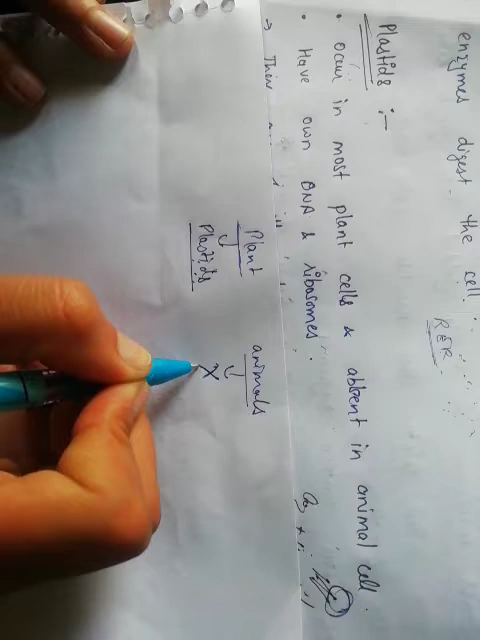 enzymes digest the cell
RER
Plastids :-
• occur in most plant cells & absent in animal cell.
• Have own DNA & ribosomes.
Plant animals
Plastids X